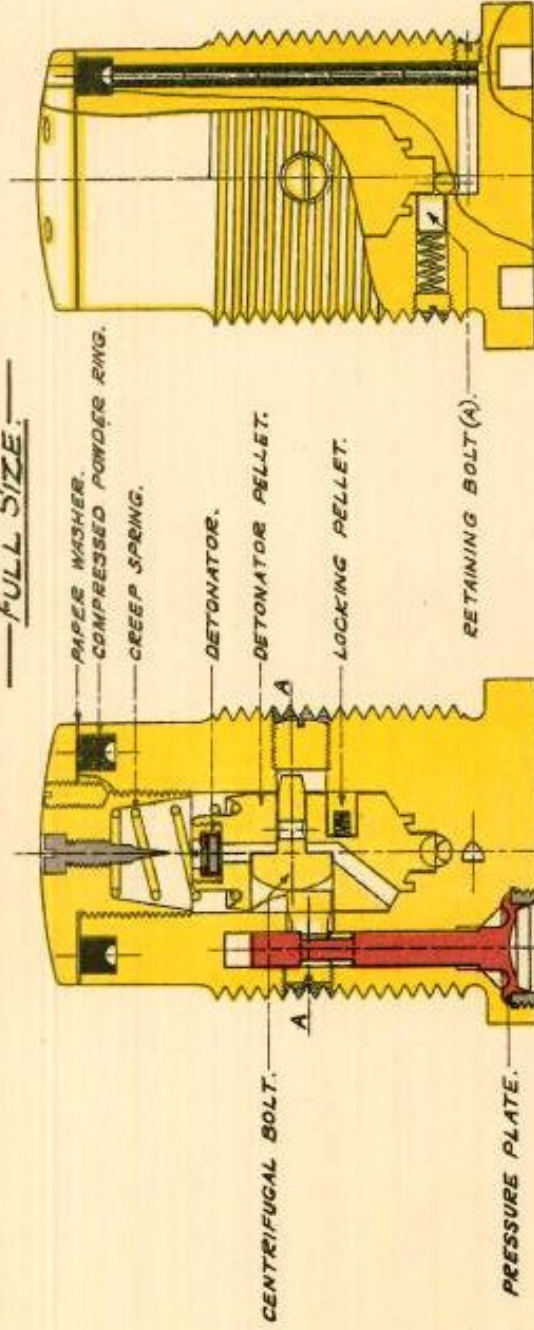 FULL SIZE.
PAPER WASHER.
COMPRESSED POWDER RING.
CREEP SPRING.
DETONATOR.
DETONATOR PELLET.
LOCKING PELLET.
RETAINING BOLT (A).
A
A
CENTRIFUGAL BOLT.
PRESSURE PLATE.